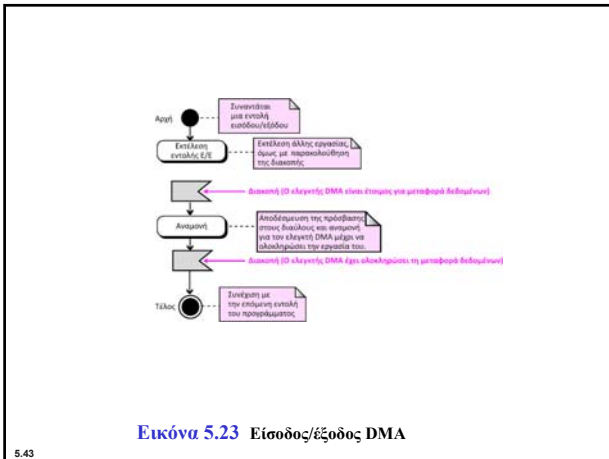 Συναντάται
μια εντολή
εισόδου/εξόδου
Αρχή
Εκτέλεση
εντολής Ε/Ε
Εκτέλεση άλλης εργασίας,
όμως με παρακολούθηση
της διακοπής
Διακοπή (Ο ελεγκτής DMA είναι έτοιμος για μεταφορά δεδομένων)
Αναμονή
Αποδέσμευση της πρόσβασης
στους διαύλους και αναμονή
για τον ελεγκτή DMA μέχρι να
ολοκληρώσει την εργασία του.
Διακοπή (Ο ελεγκτής DMA έχει ολοκληρώσει τη μεταφορά δεδομένων)
Τέλος
Συνέχιση με
την επόμενη εντολή
του προγράμματος
Εικόνα 5.23 Είσοδος/έξοδος DMA
5.43